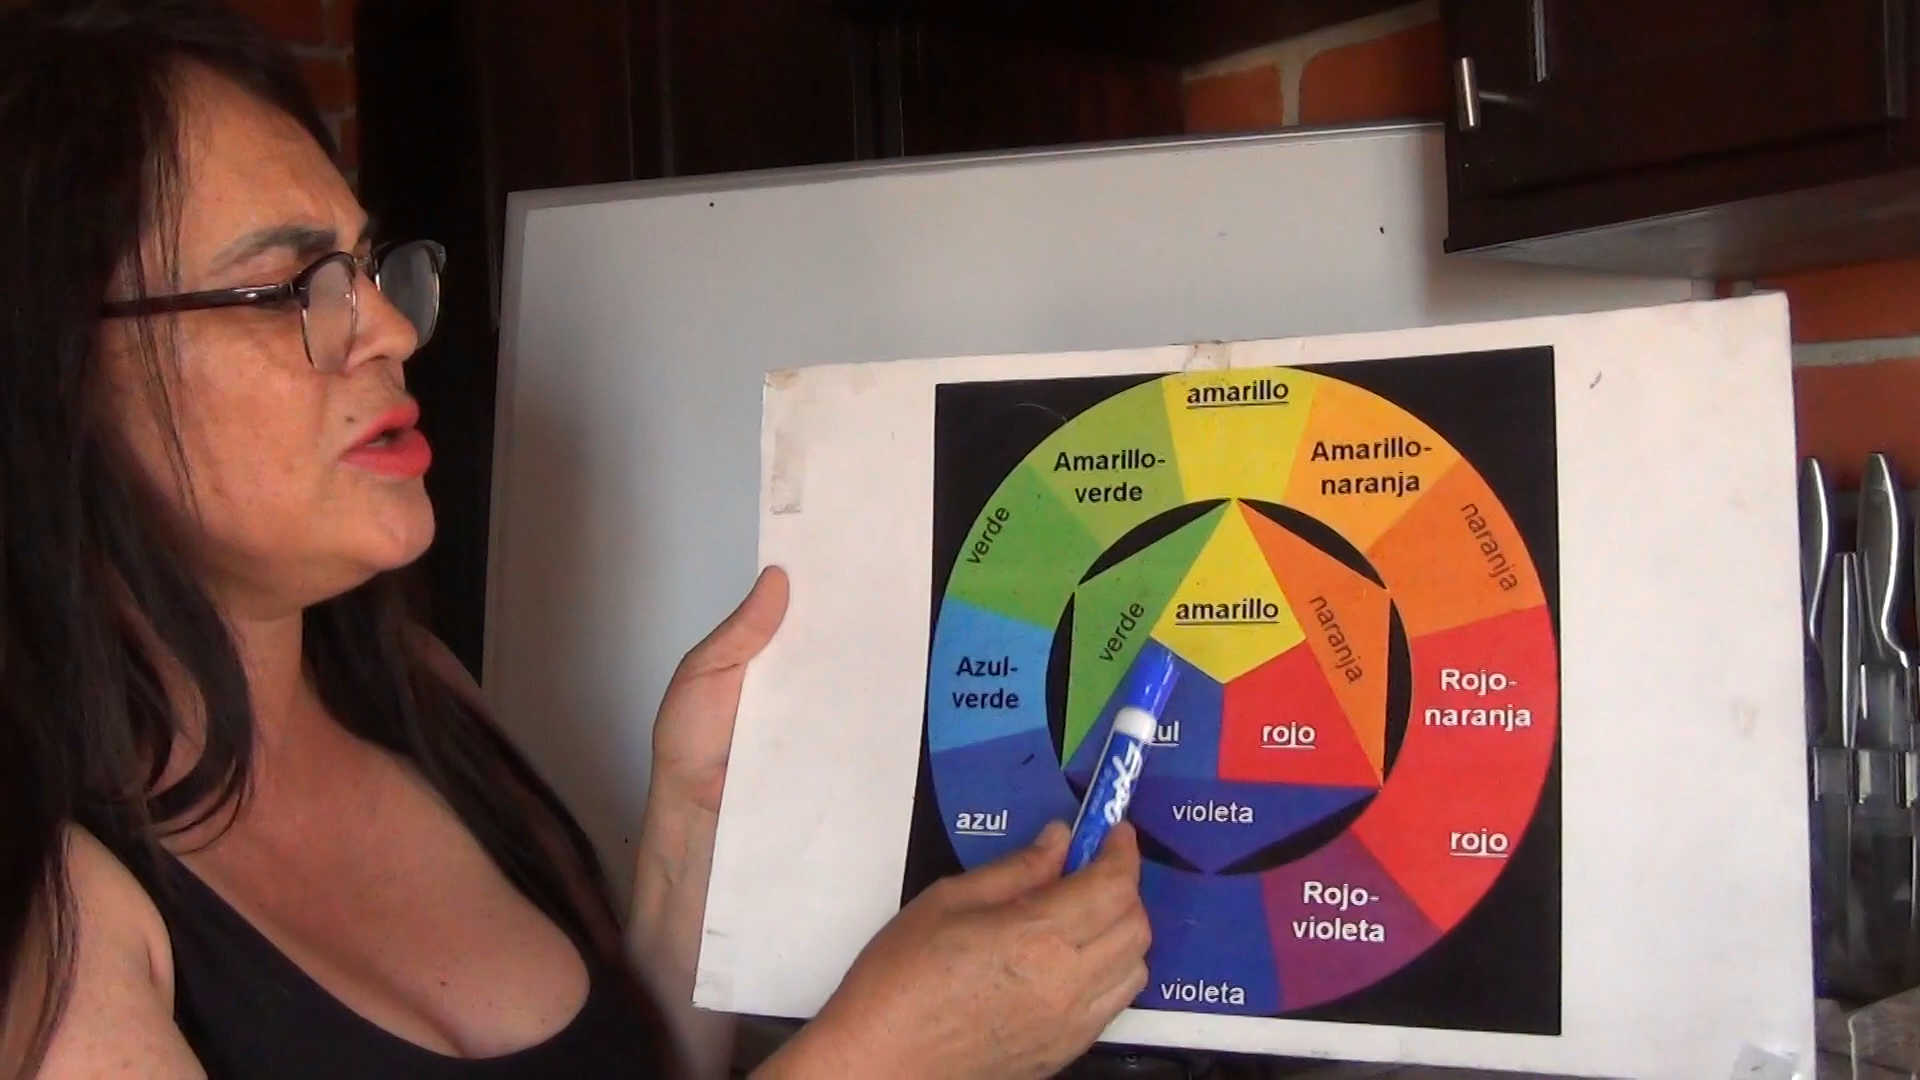 amarillo
Amarillo-
verde
Amarillo-
naranja
verde
naranja
amarillo
verde
naranja
Azul-
verde
Rojo-
naranja
rojo
violeta
azul
rojo
Rojo-
violeta
violeta
EXPO